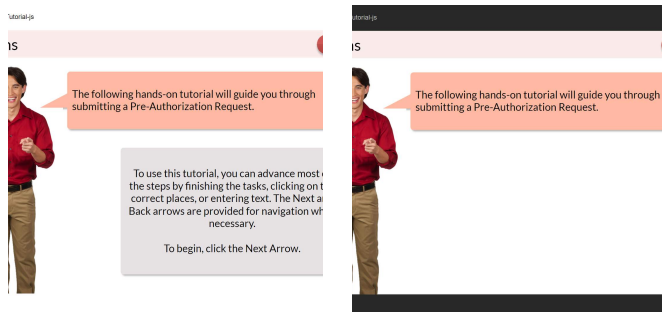 Tutorial-js
ns
The following hands-on tutorial will guide you through
submitting a Pre-Authorization Request.
To use this tutorial, you can advance most
the steps by finishing the tasks, clicking on t
correct places, or entering text. The Next a
Back arrows are provided for navigation wh
necessary.
To begin, click the Next Arrow.
utorial-js
ns
The following hands-on tutorial will guide you through
submitting a Pre-Authorization Request.